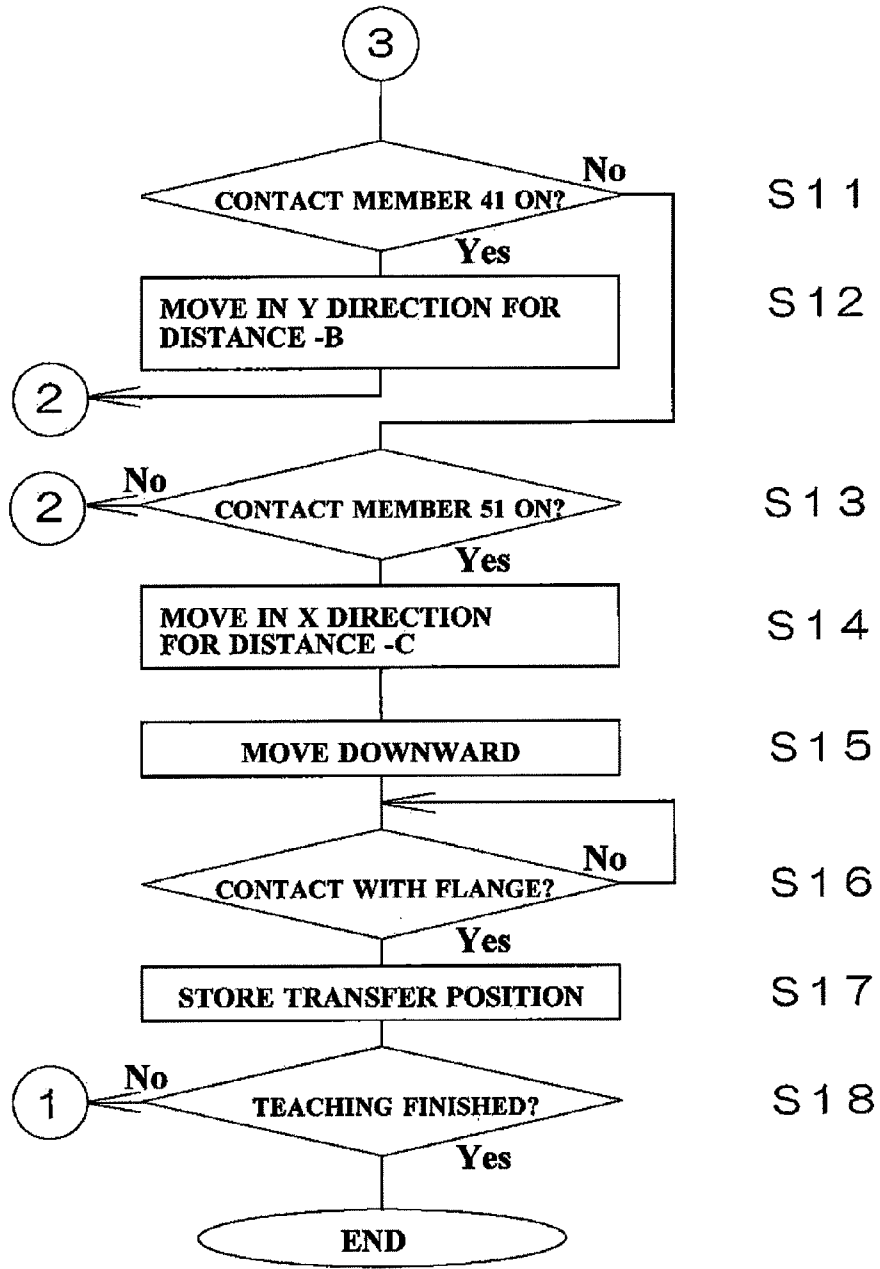 3
No
CONTACT MEMBER 41 ON?
S11
Yes
MOVE IN Y DIRECTION FOR
DISTANCE -B
S12
2
No
2
CONTACT MEMBER 51 ON?
S13
Yes
MOVE IN X DIRECTION
FOR DISTANCE -C
S14
MOVE DOWNWARD
S15
No
CONTACT WITH FLANGE?
S16
Yes
STORE TRANSFER POSITION
S17
No
1
TEACHING FINISHED?
S18
Yes
END